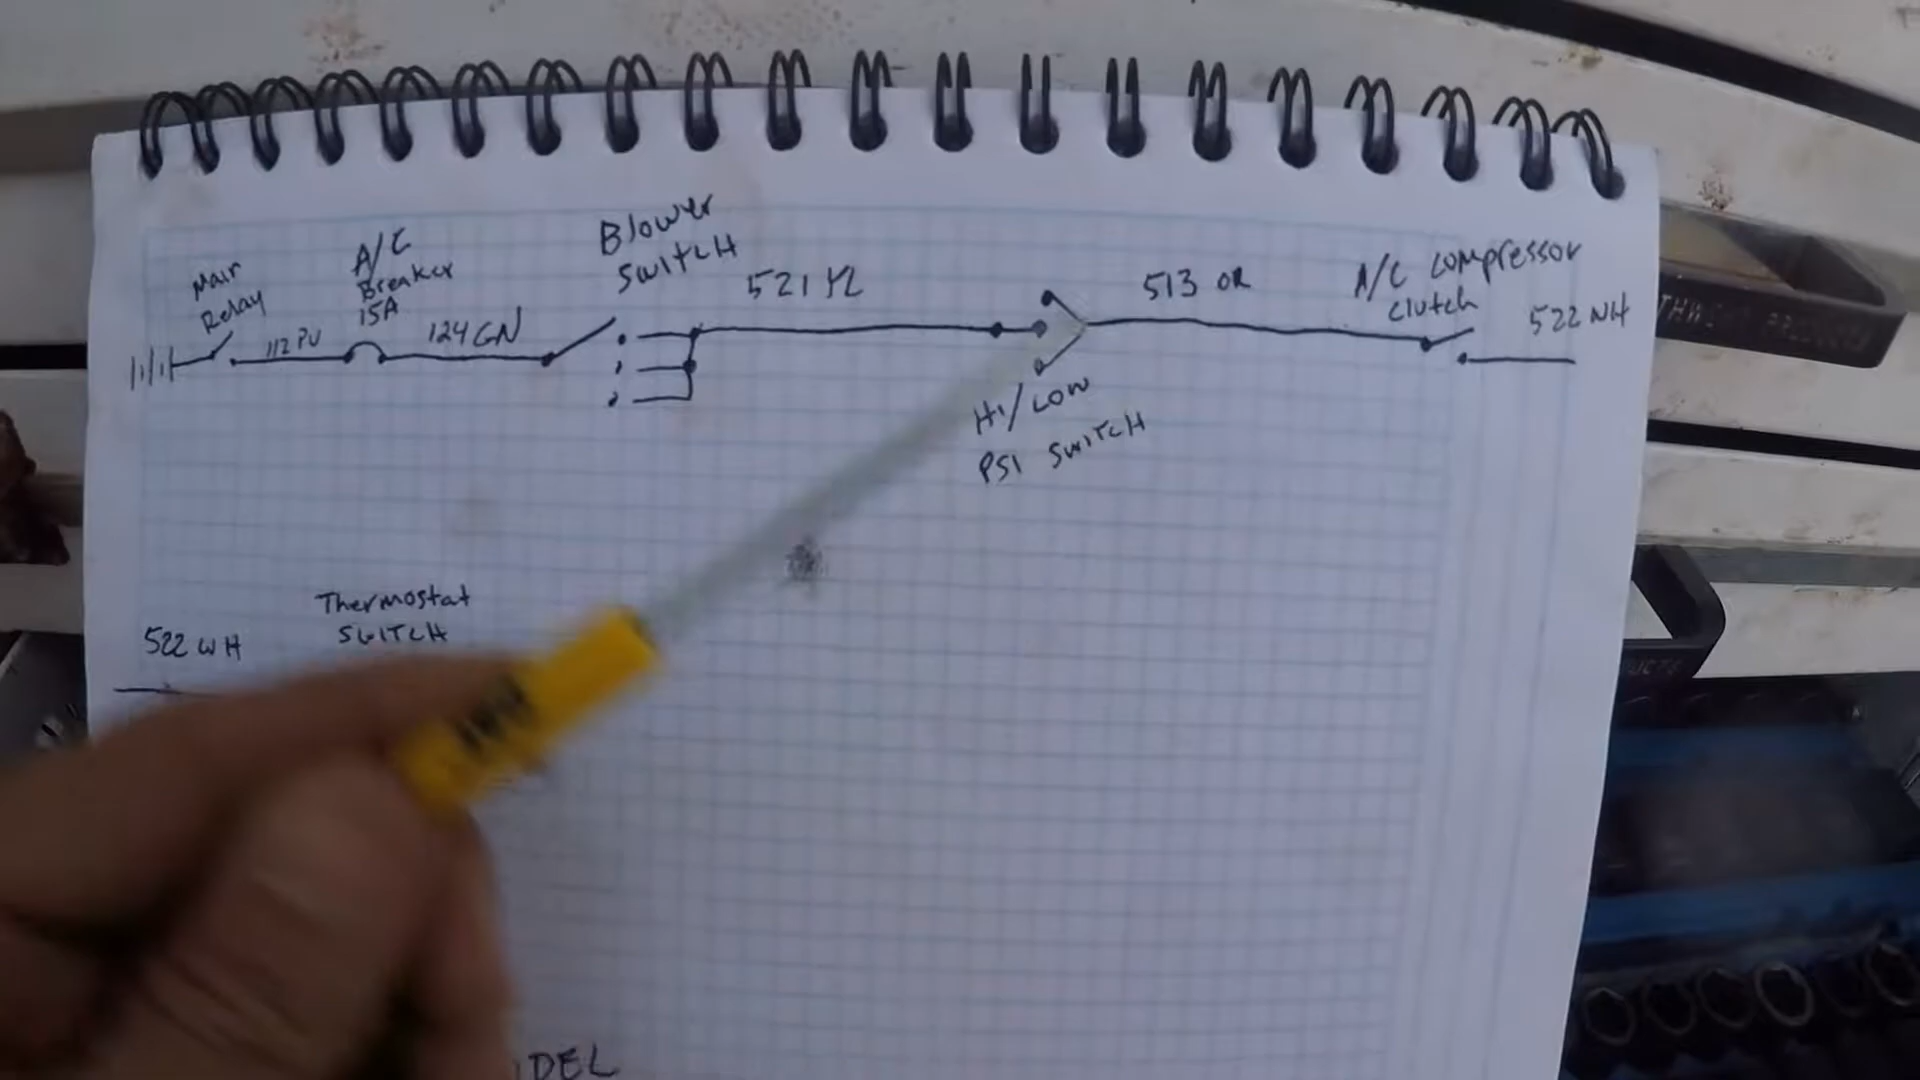 Main
Relay
112 PU
A/C
Breaker
15A
124 GN
Blower
SWITCH
521 YL
HI/LOW
PSI SWITCH
513 OR
A/C COMPRESSOR
Clutch
522 WH
522 WH
Thermostat
SWITCH
DEL